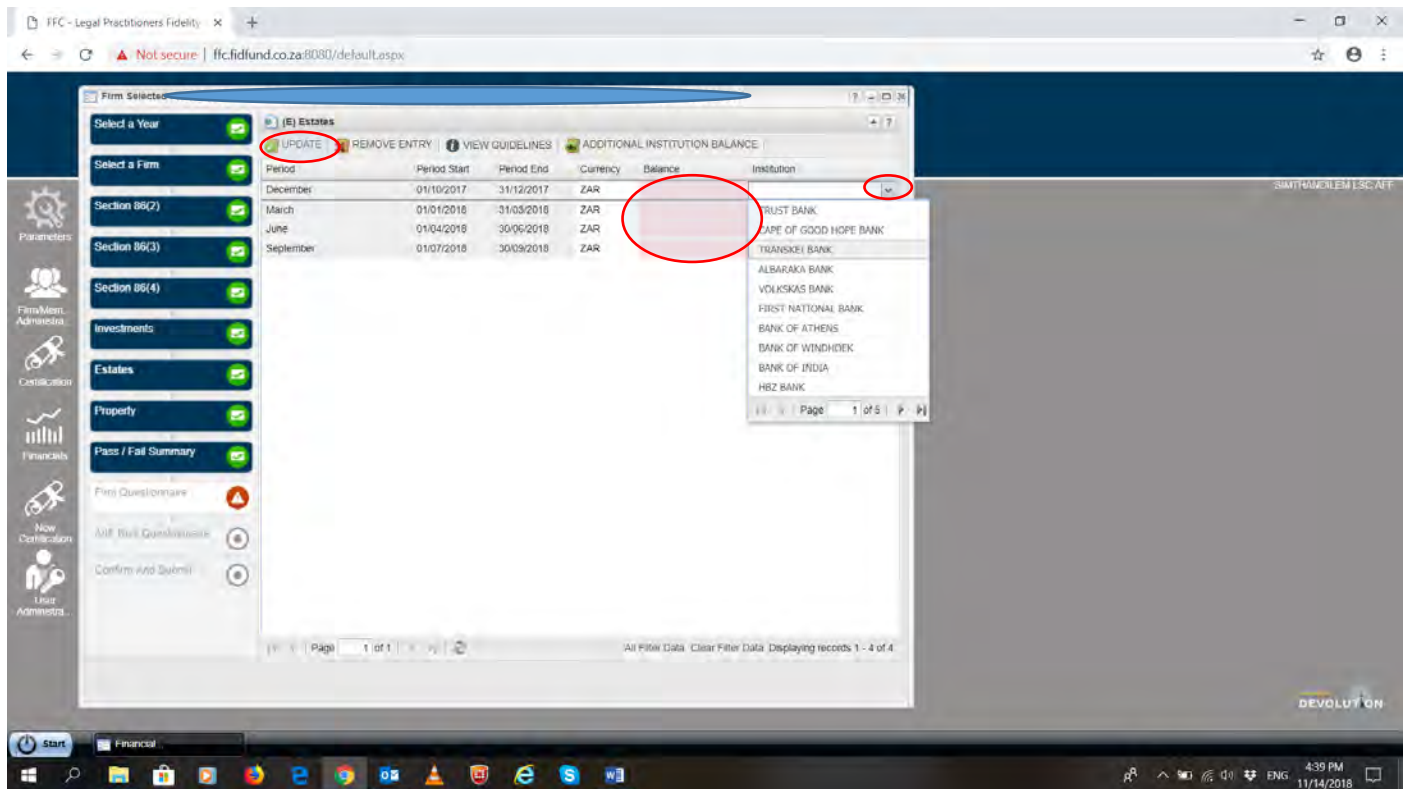 FFC - Legal Practitioners Fidelity
Not secure | ffc.fidfund.co.za:8080/default.aspx
Firm Selected
Select a Year
Select a Firm
Section 86(2)
Section 86(3)
Section 86(4)
Investments
Estates
Property
Pass / Fail Summary
Firm Questionnaire
Confirm And Submit
Parameters
Firm/Mem.
Administra..
Certification
Financials
New
Certification
User
Administra..
(E) Estates
UPDATE REMOVE ENTRY VIEW GUIDELINES ADDITIONAL INSTITUTION BALANCE
Period Period Start Period End Currency Balance Institution
December 01/10/2017 31/12/2017 ZAR
March 01/01/2018 31/03/2018 ZAR
June 01/04/2018 30/06/2018 ZAR
September 01/07/2018 30/09/2018 ZAR
TRUST BANK
CAPE OF GOOD HOPE BANK
TRANSKEI BANK
ALBARAKA BANK
VOLKSKAS BANK
FIRST NATIONAL BANK
BANK OF ATHENS
BANK OF WINDHOEK
BANK OF INDIA
HBZ BANK
Page 1 of 5
Page 1 of 1
All Filter Data Clear Filter Data Displaying records 1 - 4 of 4
DEVOLUTION
Start
Financial...
ENG
4:39 PM
11/14/2018